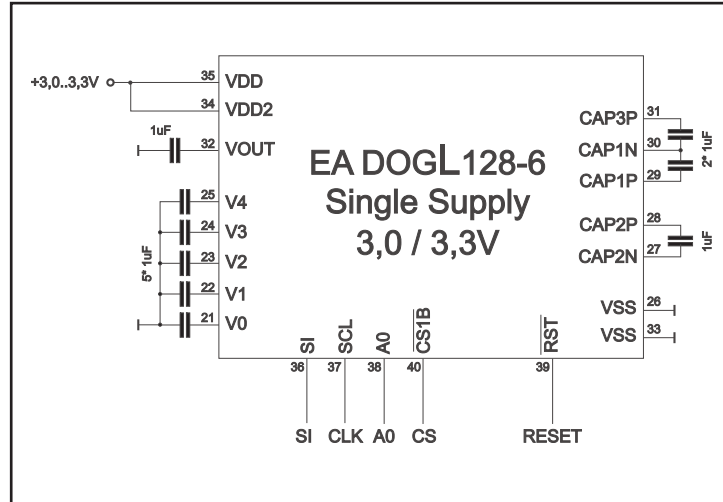 +3,0..3,3V
35 VDD
34 VDD2
1uF
32 VOUT
25 V4
24 V3
23 V2
22 V1
21 V0
5* 1uF
EA DOGL128-6
Single Supply
3,0 / 3,3V
CAP3P 31
CAP1N 30
CAP1P 29
2* 1uF
CAP2P 28
CAP2N 27
1uF
VSS 26
VSS 33
SI SCL A0 CS1B RST
36 37 38 40 39
SI CLK A0 CS RESET